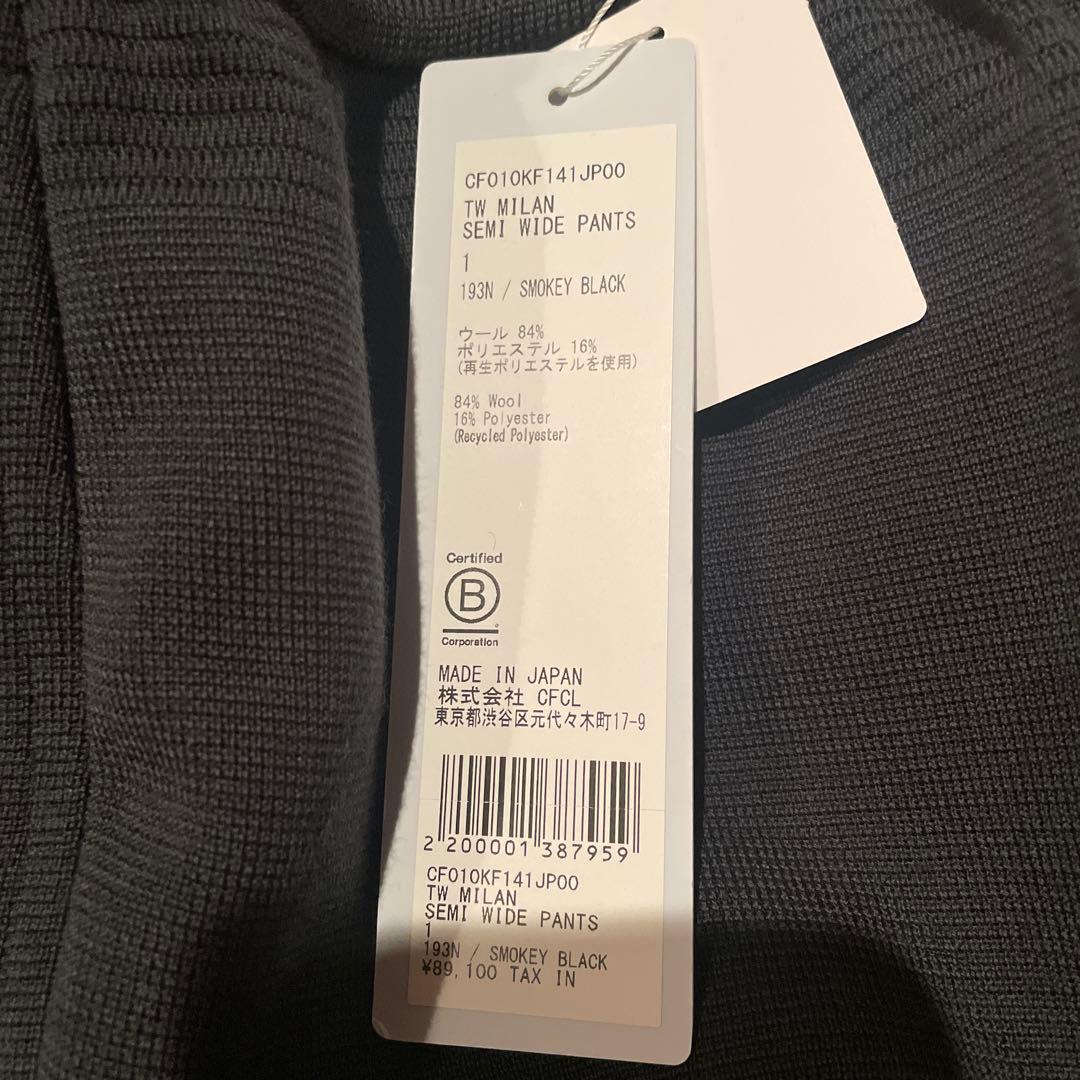 CF010KF141JP00
TW MILAN
SEMI WIDE PANTS
1
193N / SMOKEY BLACK
ウール 84%
ポリエステル 16%
(再生ポリエステルを使用)
84% Wool
16% Polyester
(Recycled Polyester)
Certified
B
Corporation
MADE IN JAPAN
株式会社 CFCL
東京都渋谷区元代々木町17-9
2 200001 387959
CF010KF141JP00
TW MILAN
SEMI WIDE PANTS
1
193N / SMOKEY BLACK
¥89,100 TAX IN